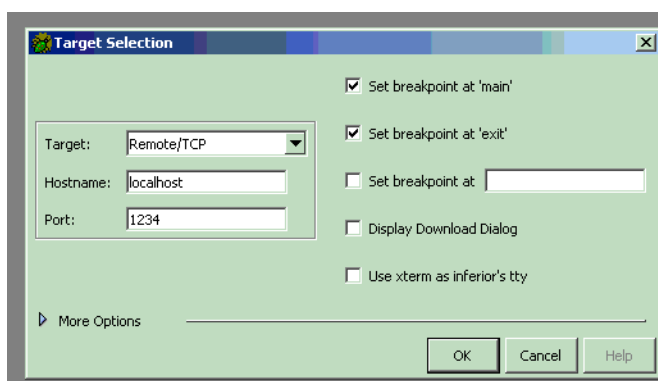 Target Selection
Set breakpoint at 'main'
Target: Remote/TCP
Set breakpoint at 'exit'
Hostname: localhost
Set breakpoint at
Port: 1234
Display Download Dialog
Use xterm as inferior's tty
More Options
OK Cancel Help